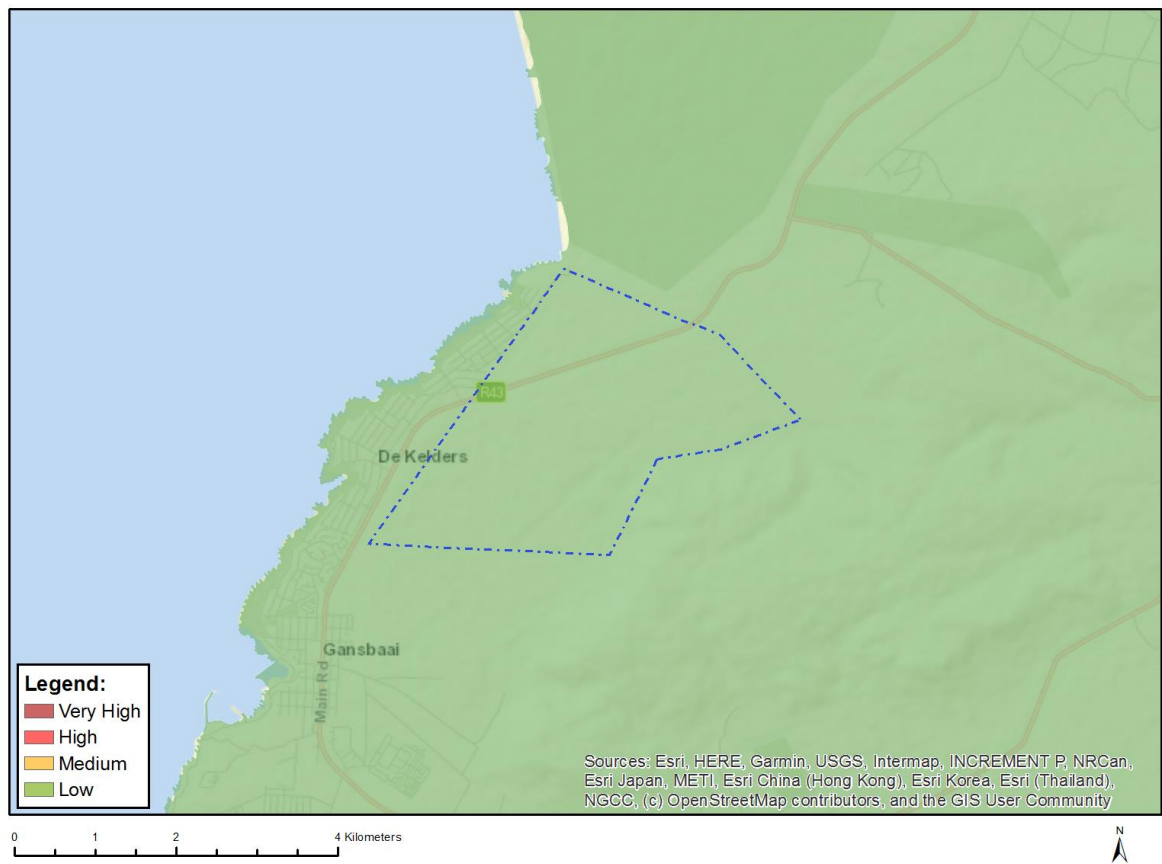 R43
De Kelders
Gansbaai
Main Rd
Legend:
Very High
High
Medium
Low
Sources: Esri, HERE, Garmin, USGS, Intermap, INCREMENT P, NRCan,
Esri Japan, METI, Esri China (Hong Kong), Esri Korea, Esri (Thailand),
NGCC, (c) OpenStreetMap contributors, and the GIS User Community
0 1 2 4 Kilometers
N